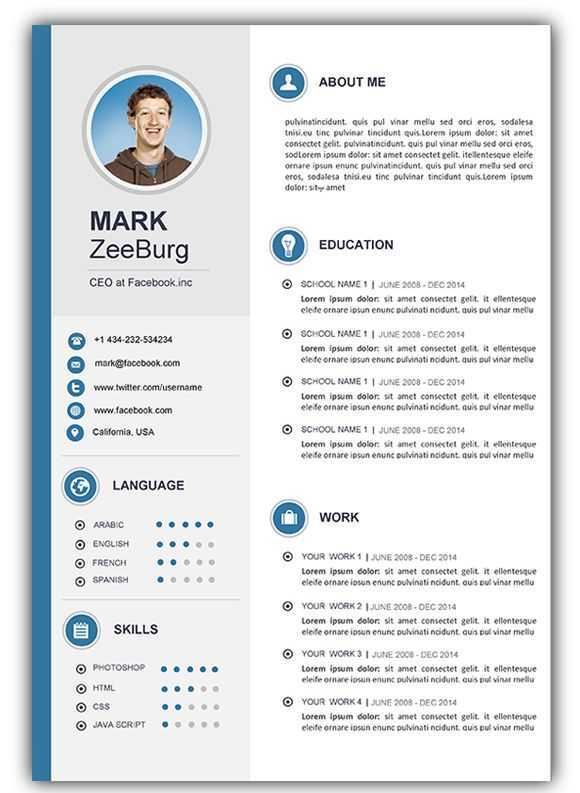 MARK
ZeeBurg
CEO at Facebook.inc
+1 434-232-534234
mark@facebook.com
www.twitter.com/username
www.facebook.com
California, USA
LANGUAGE
ARABIC
ENGLISH
FRENCH
SPANISH
SKILLS
PHOTOSHOP
HTML
CSS
JAVA SCRIPT
ABOUT ME
pulvinatincidunt. quis pul vinar mellu sed orci eros, sodalesa
tnisi.eu tinc pulvinar tincidunt quis.Lorem ipsum dolor: sit amet
consectet gelit. pulvinati ncidunt. quis pul vinar mellu sed orci eros,
sodLorem ipsum dolor: sit amet consectet gelit. itellentesque eleife
ornare ipsun enunc pulvinati ncidunt. quis pul vinar mellu sed orci
eros, sodalesa tnisi.eu tinc pulvinar tincidunt quis.Lorem ipsum
dolor: sit, amet
EDUCATION
SCHOOL NAME 1 | JUNE 2008 - DEC 2014
Lorem ipsum dolor: sit amet consectet gelit. it ellentesque
eleife ornare ipsun enunc pulvinati ncidunt. quis pul vinar mellu
SCHOOL NAME 1 | JUNE 2008 - DEC 2014
Lorem ipsum dolor: sit amet consectet gelit. it ellentesque
eleife ornare ipsun enunc pulvinati ncidunt. quis pul vinar mellu
SCHOOL NAME 1 | JUNE 2008 - DEC 2014
Lorem ipsum dolor: sit amet consectet gelit. it ellentesque
eleife ornare ipsun enunc pulvinati ncidunt. quis pul vinar mellu
SCHOOL NAME 1 | JUNE 2008 - DEC 2014
Lorem ipsum dolor: sit amet consectet gelit. it ellentesque
eleife ornare ipsun enunc pulvinati ncidunt. quis pul vinar mellu
WORK
YOUR WORK 1 | JUNE 2008 - DEC 2014
Lorem ipsum dolor: sit amet consectet gelit. it ellentesque
eleife ornare ipsun enunc pulvinati ncidunt. quis pul vinar mellu
YOUR WORK 2 | JUNE 2008 - DEC 2014
Lorem ipsum dolor: sit amet consectet gelit. it ellentesque
eleife ornare ipsun enunc pulvinati ncidunt. quis pul vinar mellu
YOUR WORK 3 | JUNE 2008 - DEC 2014
Lorem ipsum dolor: sit amet consectet gelit. it ellentesque
eleife ornare ipsun enunc pulvinati ncidunt. quis pul vinar mellu
YOUR WORK 4 | JUNE 2008 - DEC 2014
Lorem ipsum dolor: sit amet consectet gelit. it ellentesque
eleife ornare ipsun enunc pulvinati ncidunt. quis pul vinar mellu